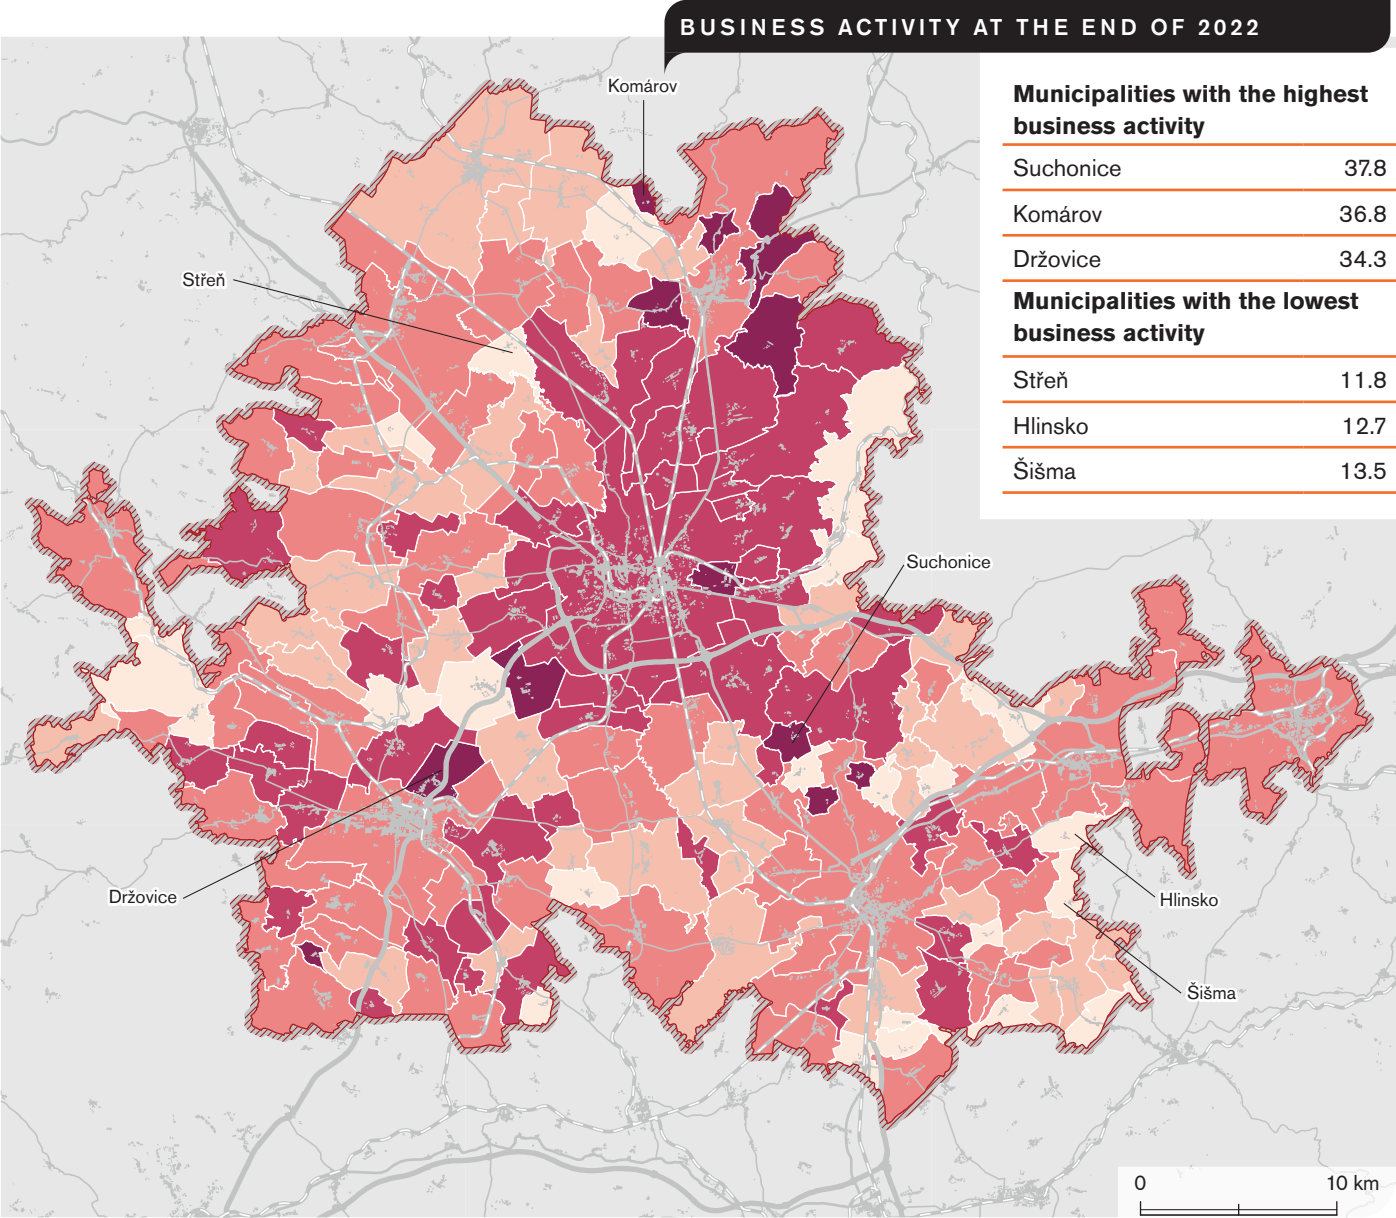 BUSINESS ACTIVITY AT THE END OF 2022
Komárov
Municipalities with the highest
business activity
Suchonice 37.8
Komárov 36.8
Držovice 34.3
Municipalities with the lowest
business activity
Střeň 11.8
Hlinsko 12.7
Šišma 13.5
Střeň
Suchonice
Držovice
Hlinsko
Šišma
0 10 km